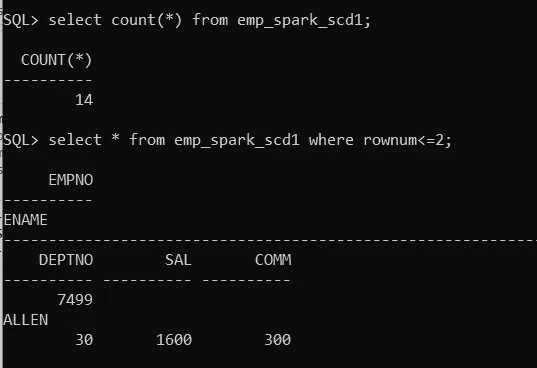 SQL> select count(*) from emp_spark_scd1;
COUNT(*)
----------
14
SQL> select * from emp_spark_scd1 where rownum<=2;
EMPNO
----------
ENAME
--------------------------------------------------------------------------------
DEPTNO SAL COMM
---------- ---------- ----------
7499
ALLEN
30 1600 300